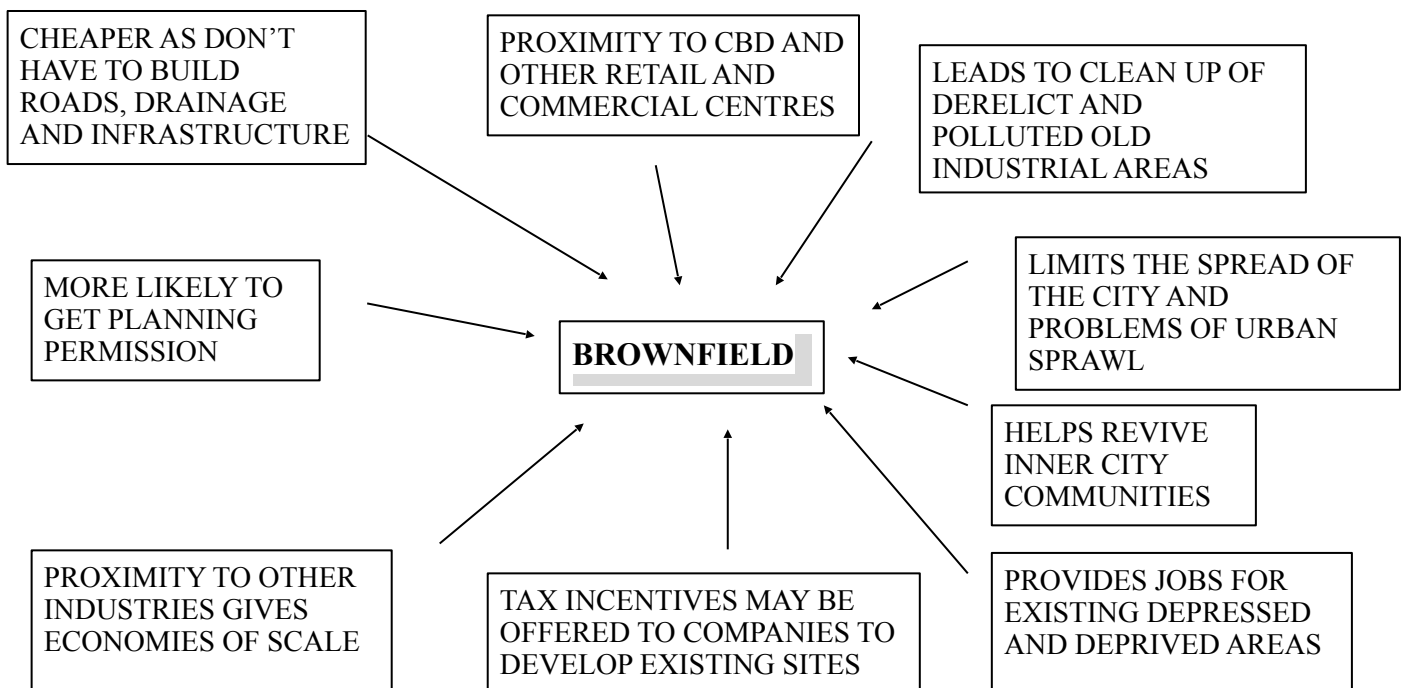 CHEAPER AS DON'T
HAVE TO BUILD
ROADS, DRAINAGE
AND INFRASTRUCTURE
PROXIMITY TO CBD AND
OTHER RETAIL AND
COMMERCIAL CENTRES
LEADS TO CLEAN UP OF
DERELICT AND
POLLUTED OLD
INDUSTRIAL AREAS
MORE LIKELY TO
GET PLANNING
PERMISSION
BROWNFIELD
LIMITS THE SPREAD OF
THE CITY AND
PROBLEMS OF URBAN
SPRAWL
HELPS REVIVE
INNER CITY
COMMUNITIES
PROXIMITY TO OTHER
INDUSTRIES GIVES
ECONOMIES OF SCALE
TAX INCENTIVES MAY BE
OFFERED TO COMPANIES TO
DEVELOP EXISTING SITES
PROVIDES JOBS FOR
EXISTING DEPRESSED
AND DEPRIVED AREAS